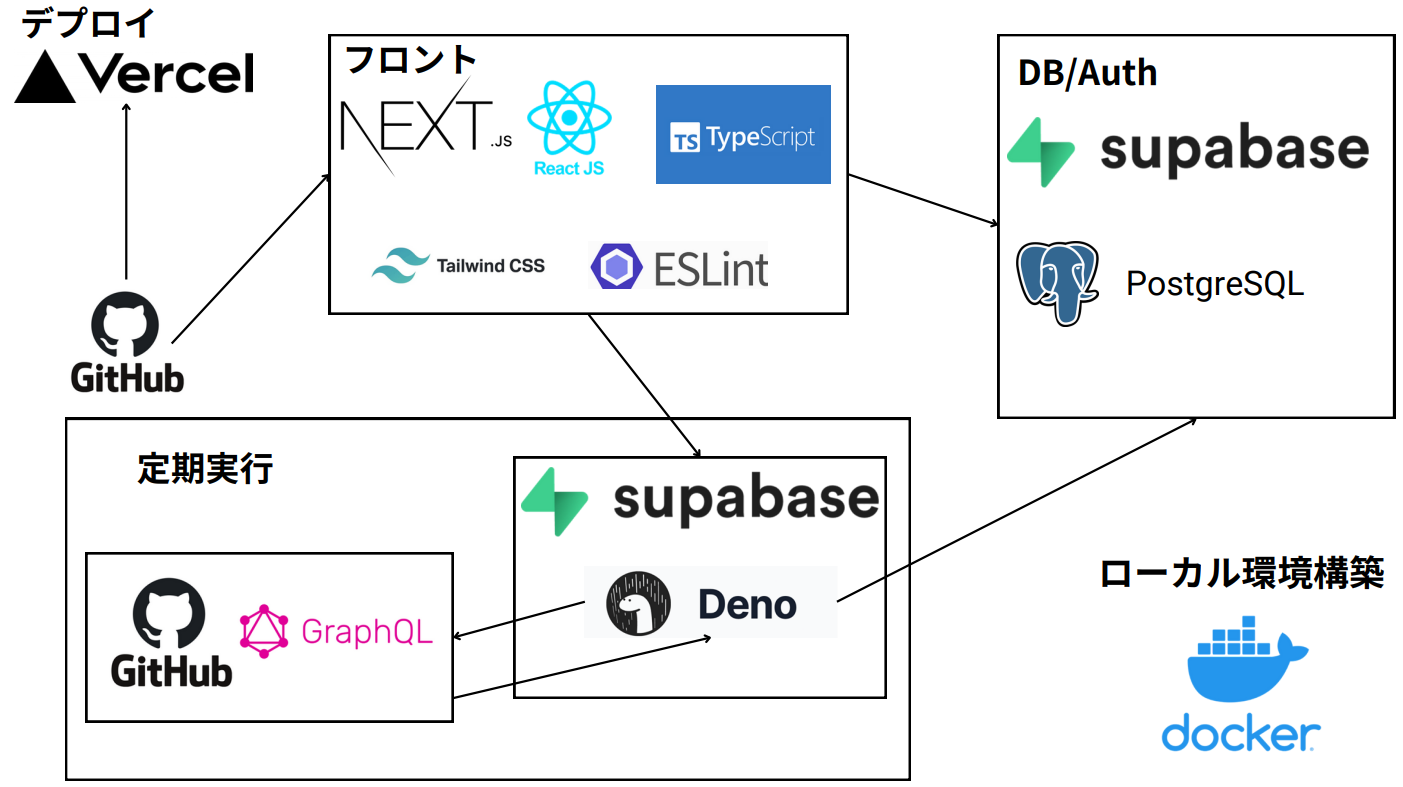 デプロイ
Vercel
フロント
NEXT.JS
React JS
TS TypeScript
Tailwind CSS
ESLint
DB/Auth
supabase
PostgreSQL
GitHub
定期実行
supabase
Deno
GitHub
GraphQL
ローカル環境構築
docker